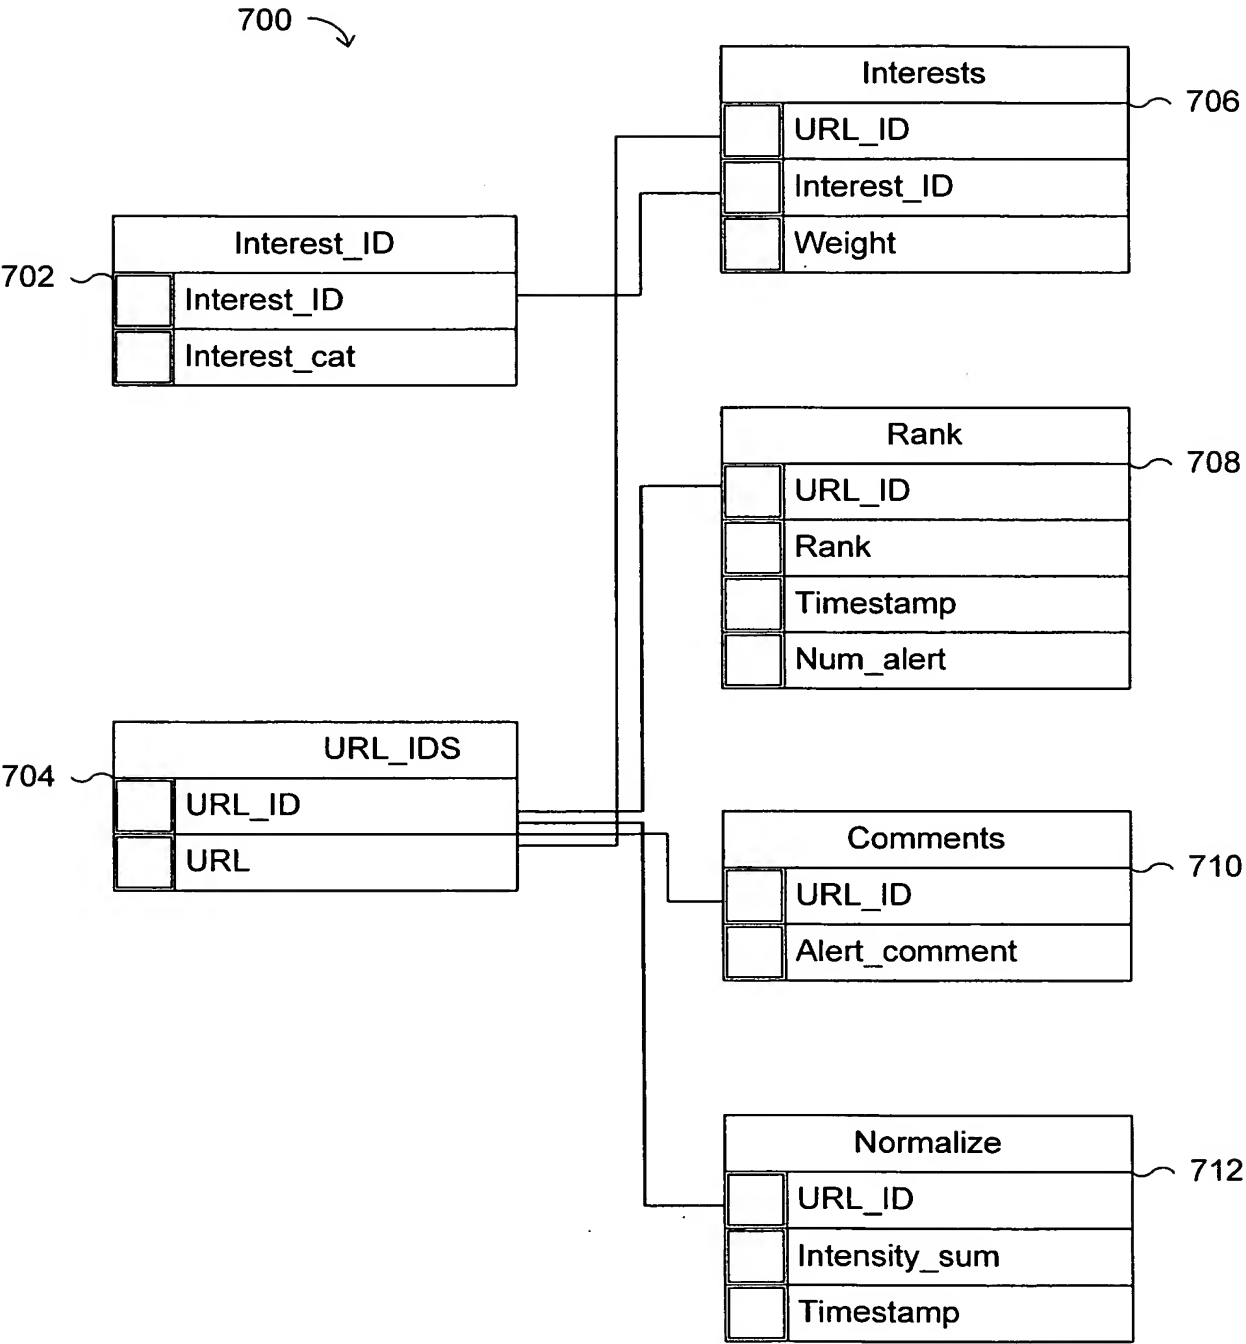 700
Interests
706
URL_ID
Interest_ID
Weight
Interest_ID
702
Interest_ID
Interest_cat
Rank
708
URL_ID
Rank
Timestamp
Num_alert
URL_IDS
704
URL_ID
URL
Comments
710
URL_ID
Alert_comment
Normalize
712
URL_ID
Intensity_sum
Timestamp